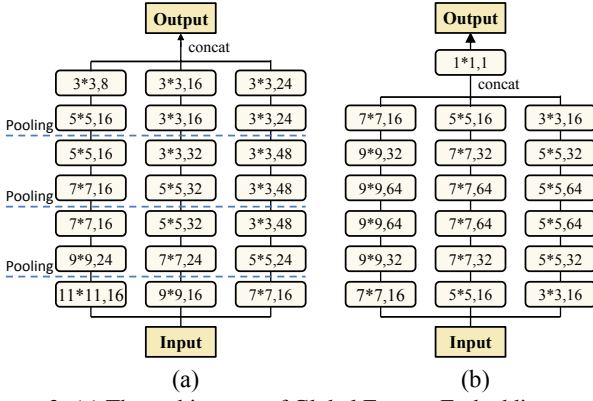 Output
concat
3*3,8 3*3,16 3*3,24
5*5,16 3*3,16 3*3,24
Pooling
5*5,16 3*3,32 3*3,48
7*7,16 5*5,32 3*3,48
Pooling
7*7,16 5*5,32 3*3,48
9*9,24 7*7,24 5*5,24
Pooling
11*11,16 9*9,16 7*7,16
Input
(a)
Output
1*1,1
concat
7*7,16 5*5,16 3*3,16
9*9,32 7*7,32 5*5,32
9*9,64 7*7,64 5*5,64
9*9,64 7*7,64 5*5,64
9*9,32 7*7,32 5*5,32
7*7,16 5*5,16 3*3,16
Input
(b)